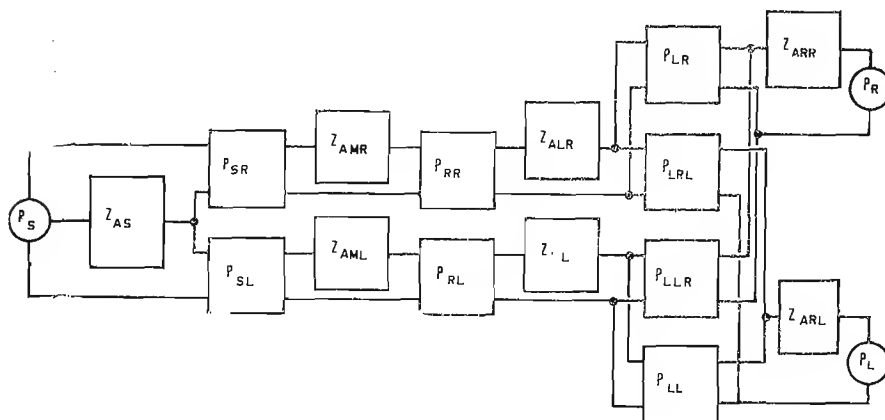 P_LR
Z_ARR
P_R
P_SR
Z_AMR
P_RR
Z_ALR
P_LRL
P_S
Z_AS
P_SL
Z_AML
P_RL
P_LLR
Z_ARL
P_L
P_LL